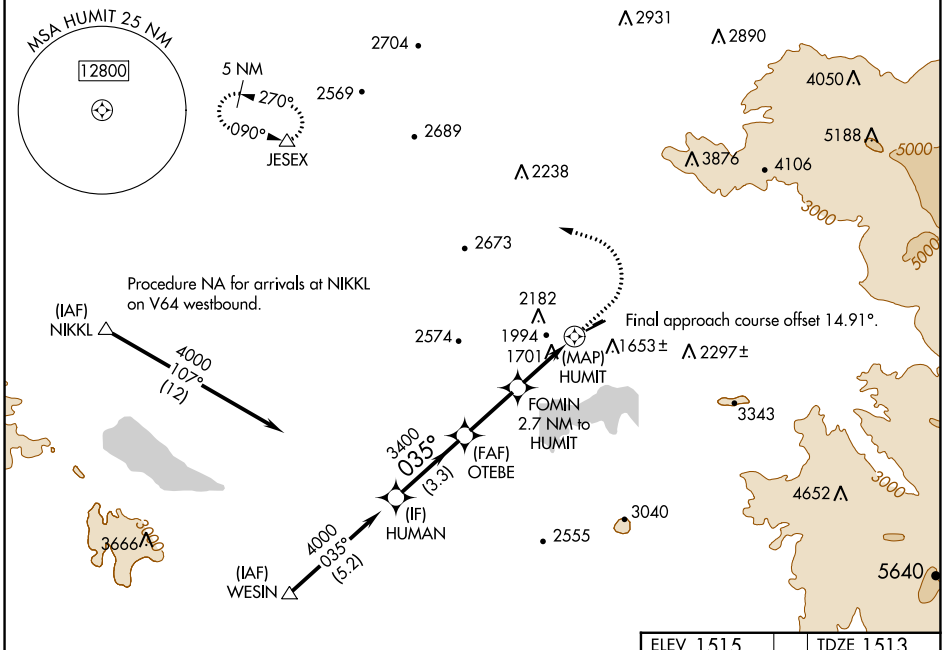 MSA HUMIT 25 NM
12800
5 NM
270°
090°
JESEX
2704
2569
2689
2931
2890
4050
5188
5000
3876
4106
2238
3000
5000
2673
Procedure NA for arrivals at NIKKL
on V64 westbound.
(IAF)
NIKKL
4000
107°
(12)
2182
1994
1701
2574
(MAP)
HUMIT
Final approach course offset 14.91°.
1653±
2297±
FOMIN
2.7 NM to
HUMIT
3343
3400
035°
(3.3)
(FAF)
OTEBE
(IF)
HUMAN
4000
035°
(5.2)
(IAF)
WESIN
3666
2555
3040
4652
3000
5640
ELEV 1515
TDZE 1513